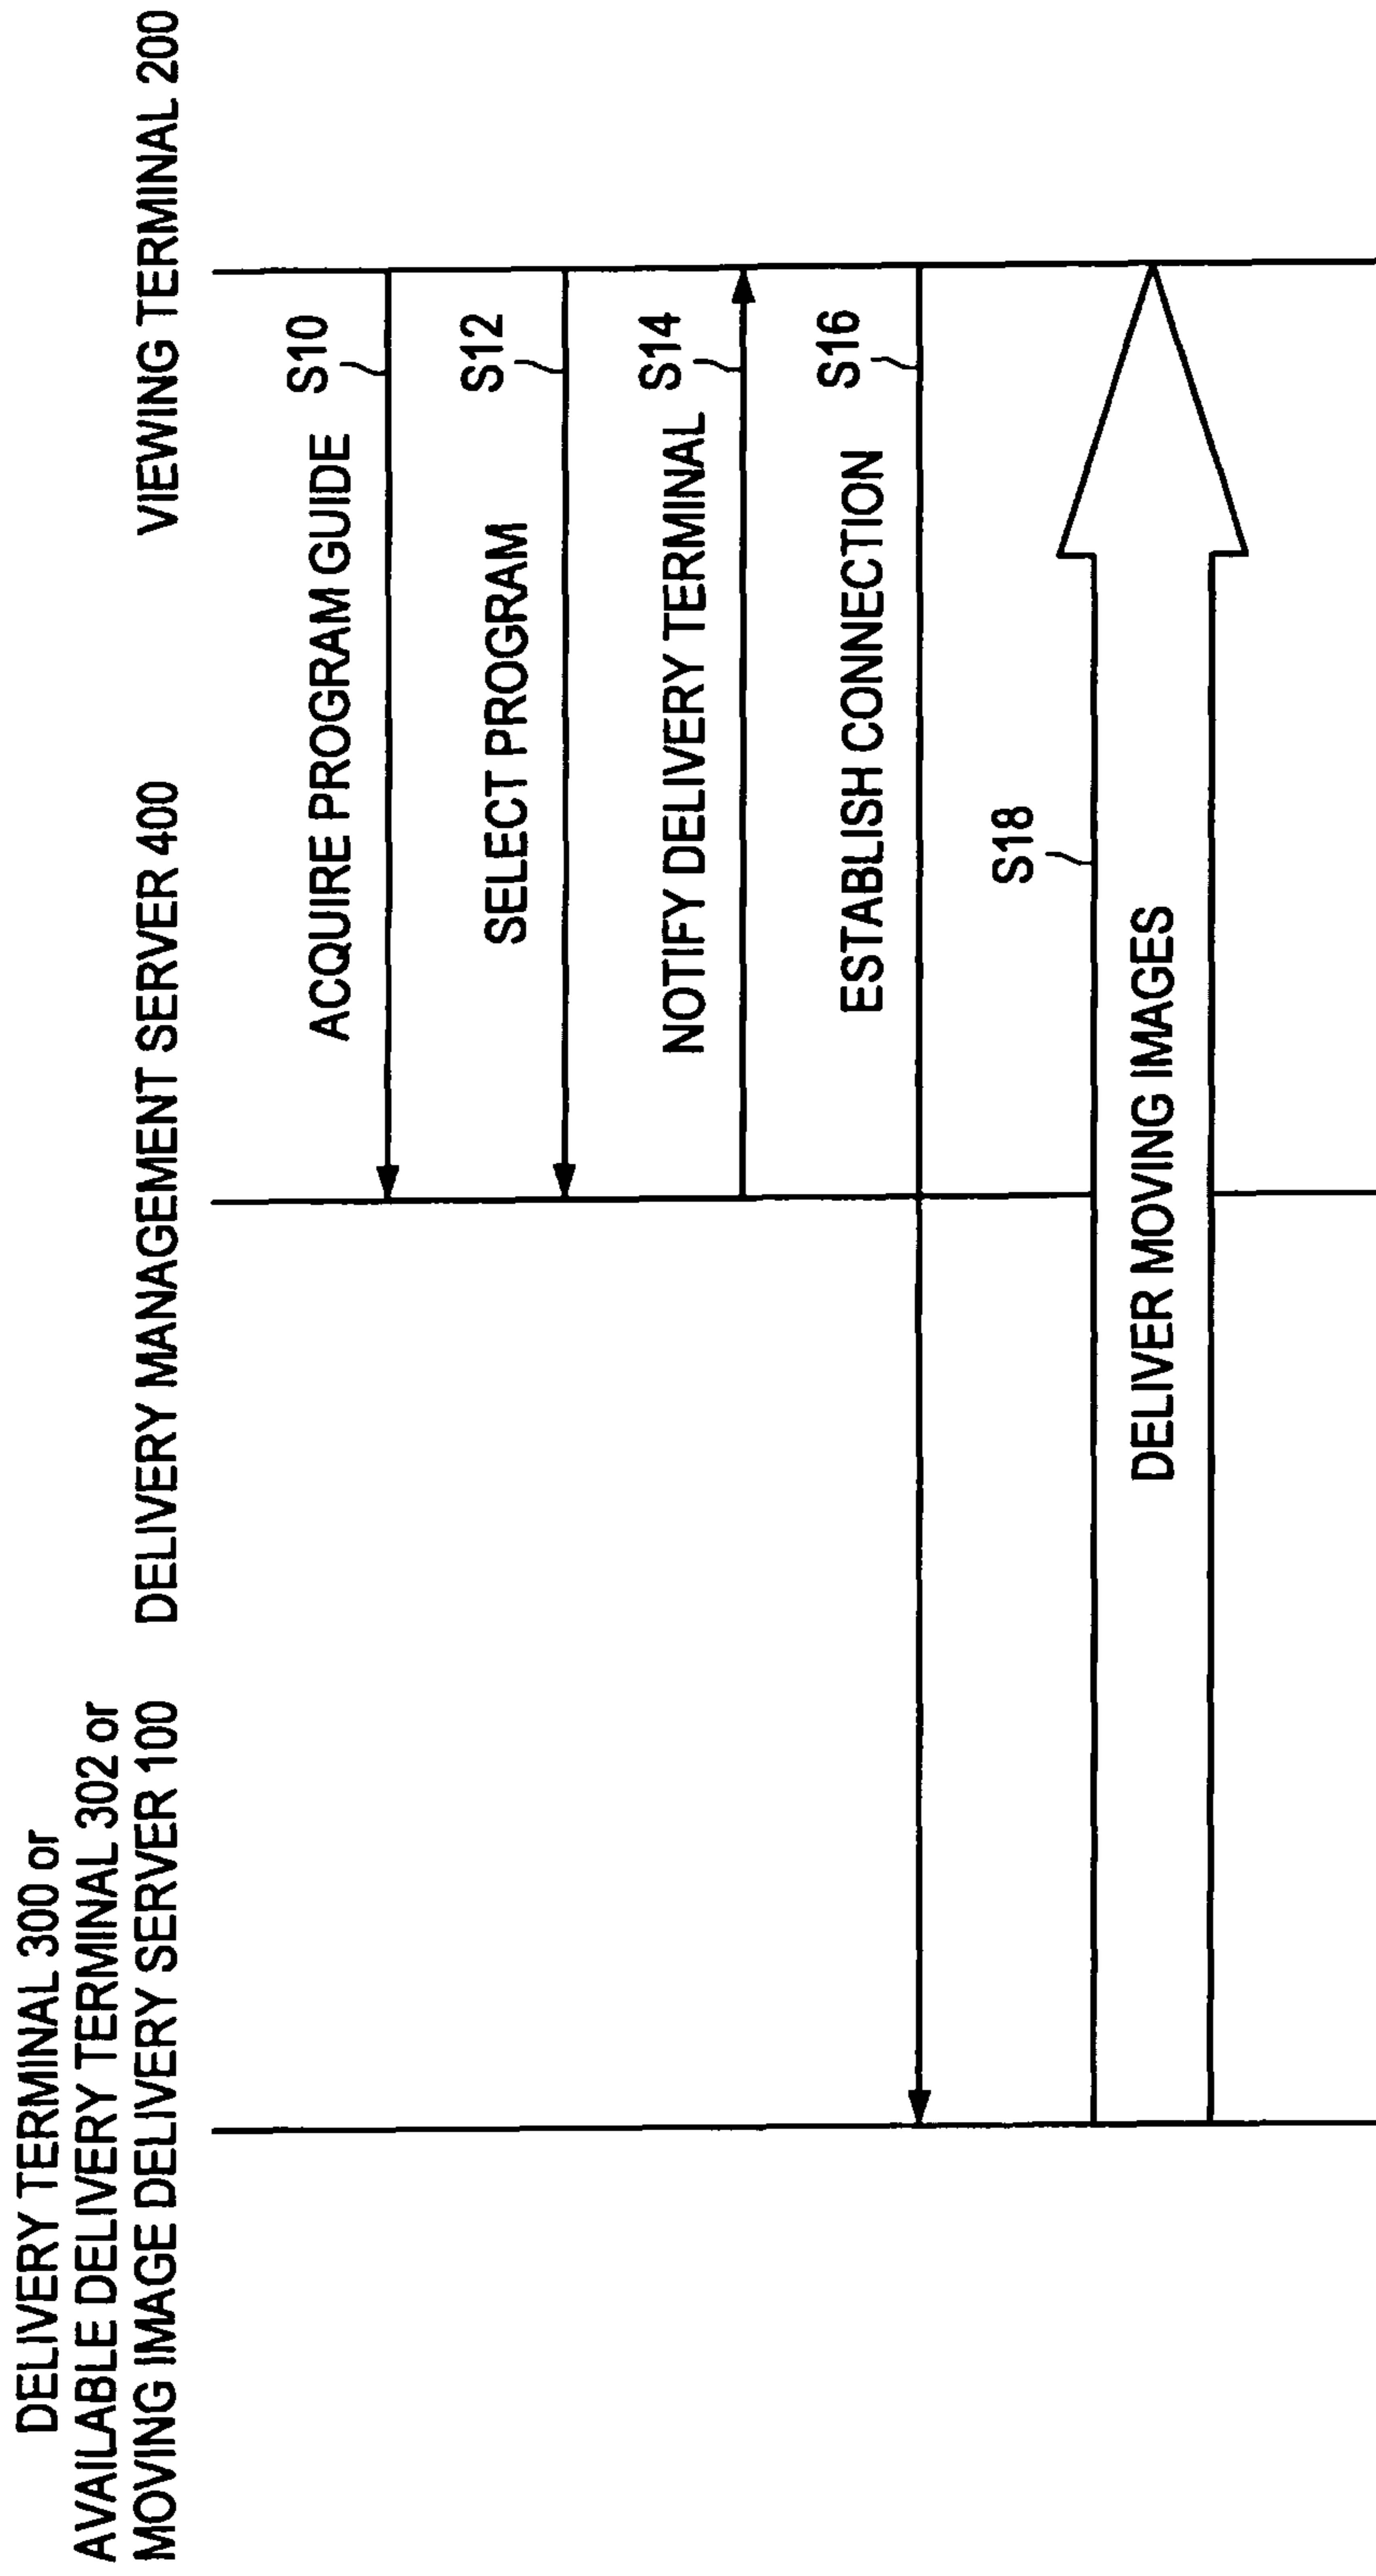 DELIVERY TERMINAL 300 or
AVAILABLE DELIVERY TERMINAL 302 or
MOVING IMAGE DELIVERY SERVER 100
DELIVERY MANAGEMENT SERVER 400
VIEWING TERMINAL 200
ACQUIRE PROGRAM GUIDE
S10
SELECT PROGRAM
S12
NOTIFY DELIVERY TERMINAL
S14
ESTABLISH CONNECTION
S16
S18
DELIVER MOVING IMAGES